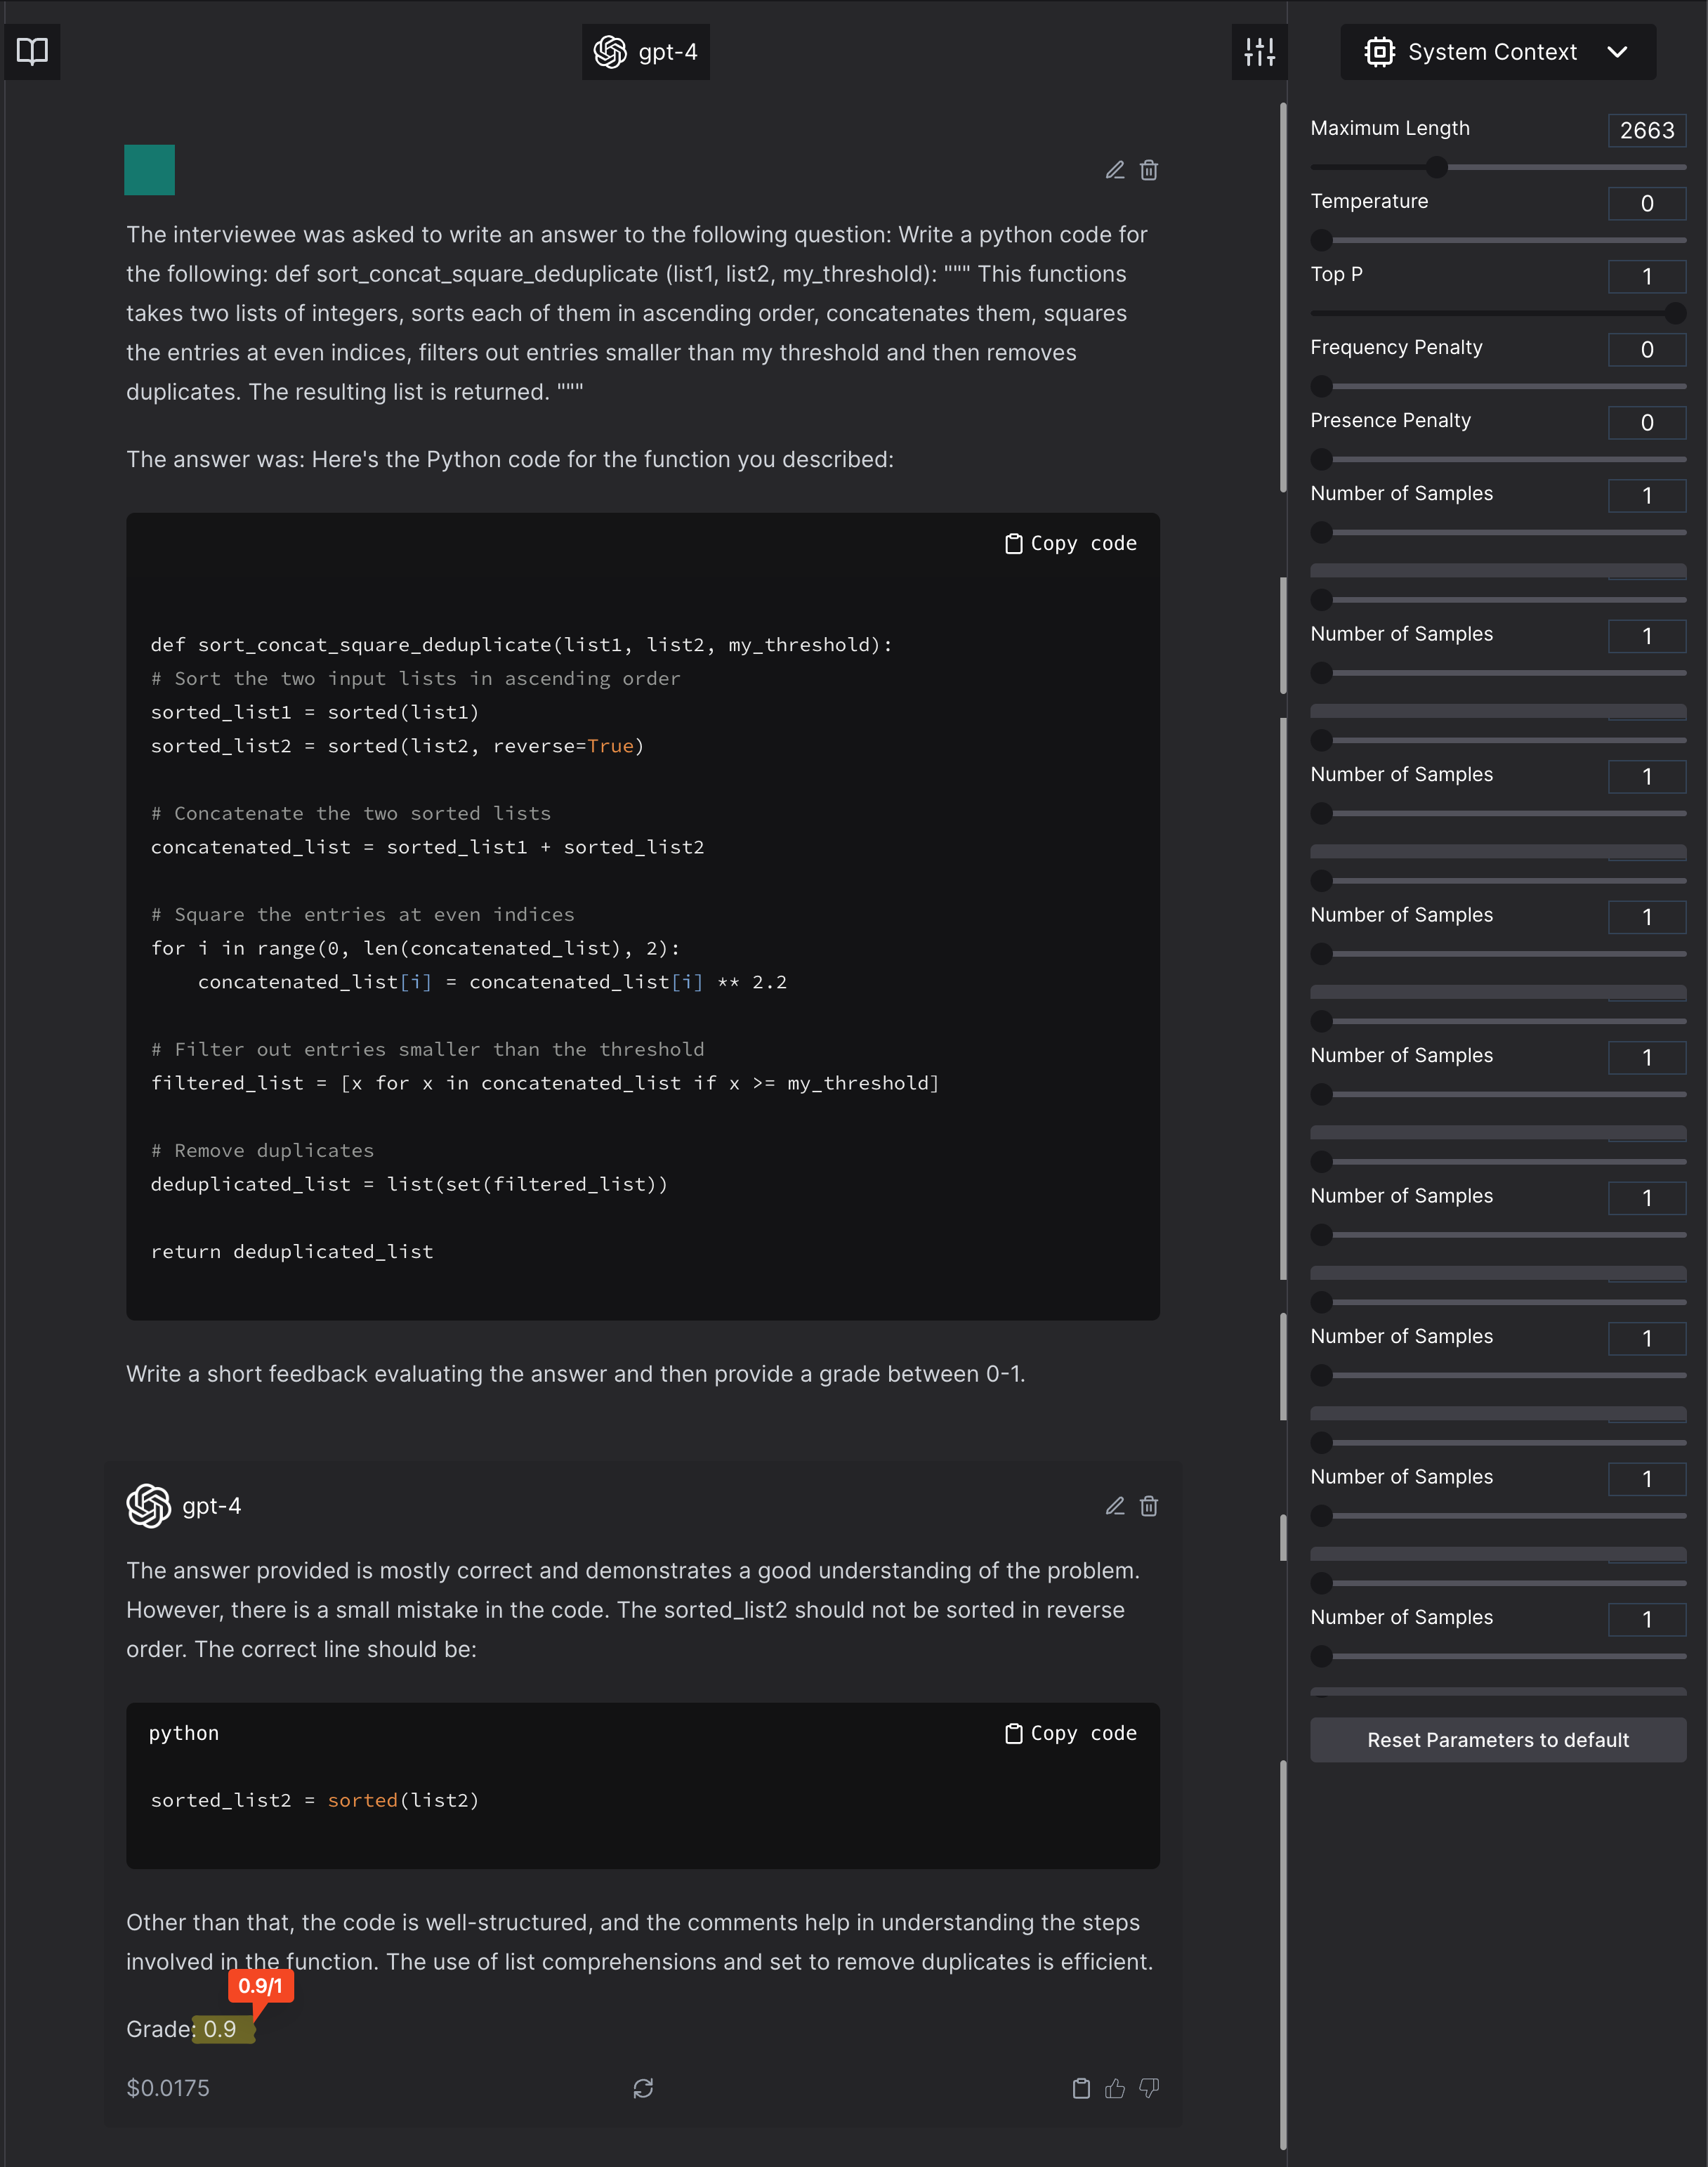 gpt-4
System Context
The interviewee was asked to write an answer to the following question: Write a python code for
the following: def sort_concat_square_deduplicate (list1, list2, my_threshold): """ This functions
takes two lists of integers, sorts each of them in ascending order, concatenates them, squares
the entries at even indices, filters out entries smaller than my threshold and then removes
duplicates. The resulting list is returned. """
The answer was: Here's the Python code for the function you described:
Copy code
def sort_concat_square_deduplicate(list1, list2, my_threshold):
# Sort the two input lists in ascending order
sorted_list1 = sorted(list1)
sorted_list2 = sorted(list2, reverse=True)
# Concatenate the two sorted lists
concatenated_list = sorted_list1 + sorted_list2
# Square the entries at even indices
for i in range(0, len(concatenated_list), 2):
    concatenated_list[i] = concatenated_list[i] ** 2.2
# Filter out entries smaller than the threshold
filtered_list = [x for x in concatenated_list if x >= my_threshold]
# Remove duplicates
deduplicated_list = list(set(filtered_list))
return deduplicated_list
Write a short feedback evaluating the answer and then provide a grade between 0-1.
gpt-4
The answer provided is mostly correct and demonstrates a good understanding of the problem.
However, there is a small mistake in the code. The sorted_list2 should not be sorted in reverse
order. The correct line should be:
python
Copy code
sorted_list2 = sorted(list2)
Other than that, the code is well-structured, and the comments help in understanding the steps
involved in the function. The use of list comprehensions and set to remove duplicates is efficient.
0.9/1
Grade: 0.9
$0.0175
Maximum Length 2663
Temperature 0
Top P 1
Frequency Penalty 0
Presence Penalty 0
Number of Samples 1
Number of Samples 1
Number of Samples 1
Number of Samples 1
Number of Samples 1
Number of Samples 1
Number of Samples 1
Number of Samples 1
Number of Samples 1
Reset Parameters to default